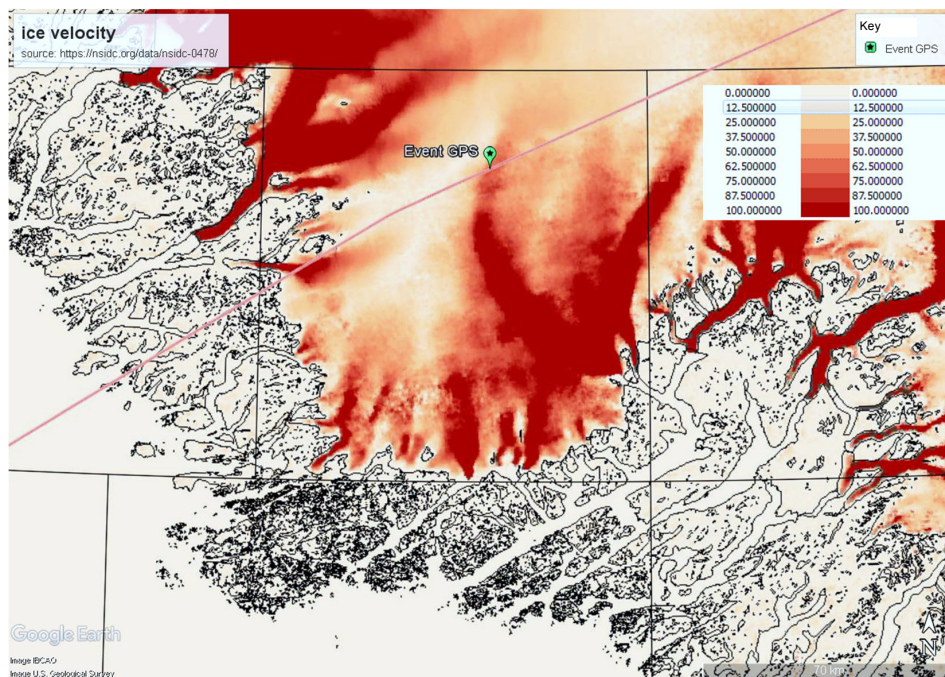 ice velocity
source: https://nsidc.org/data/nsidc-0478/
Key
Event GPS
0.000000 0.000000
12.500000 12.500000
25.000000 25.000000
37.500000 37.500000
50.000000 50.000000
62.500000 62.500000
75.000000 75.000000
87.500000 87.500000
100.000000 100.000000
Event GPS
Google Earth
N
Image IBCAO
Image U.S. Geological Survey
70 km